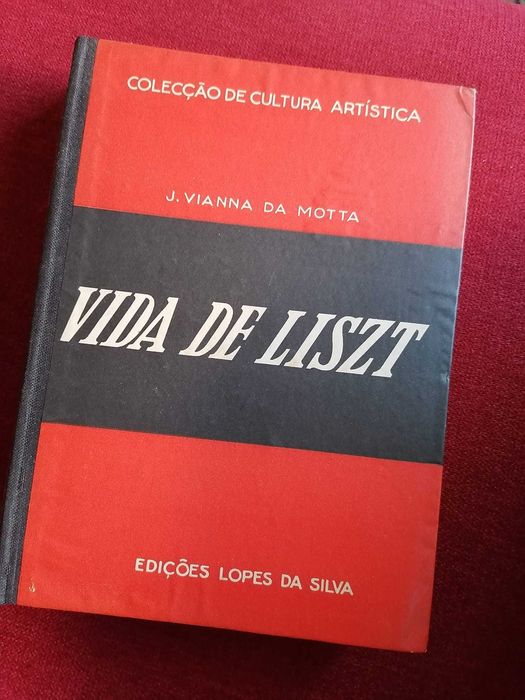 COLECÇÃO DE CULTURA ARTÍSTICA
J. VIANNA DA MOTTA
VIDA DE LISZT
EDIÇÕES LOPES DA SILVA